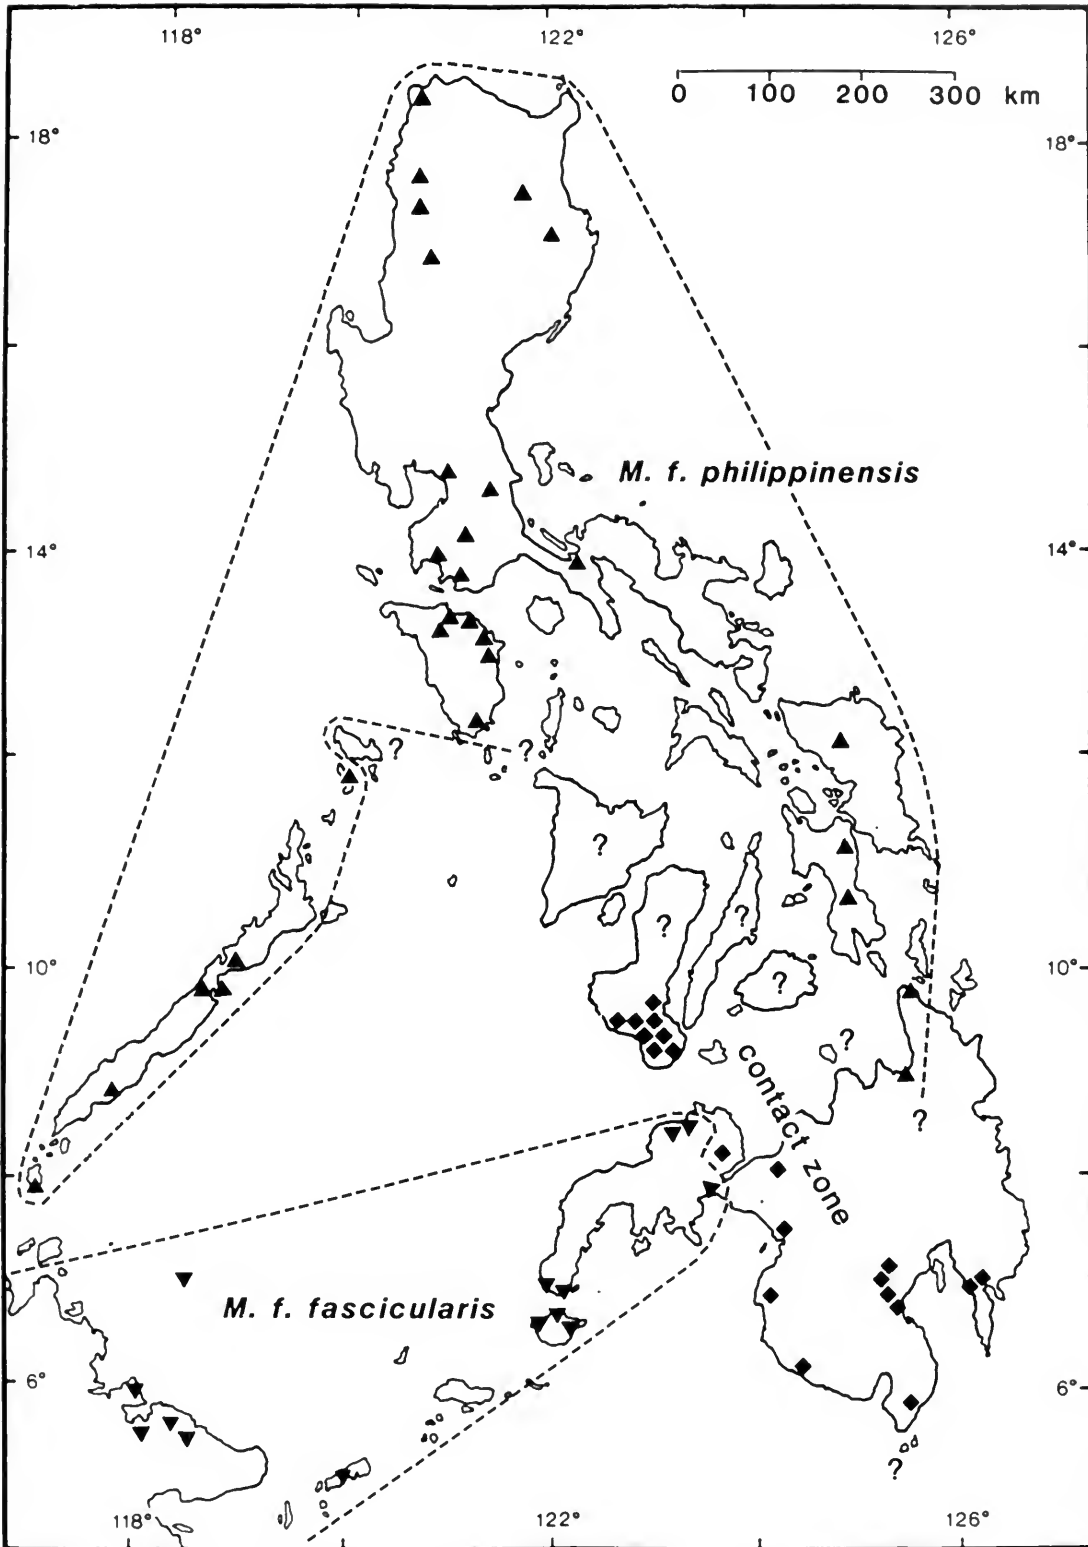 118° 122° 126°
0 100 200 300 km
18° 18°
M. f. philippinensis
14° 14°
? ?
?
? ?
10° ? 10°
?
contact zone
?
M. f. fascicularis
6° 6°
?
118° 122° 126°